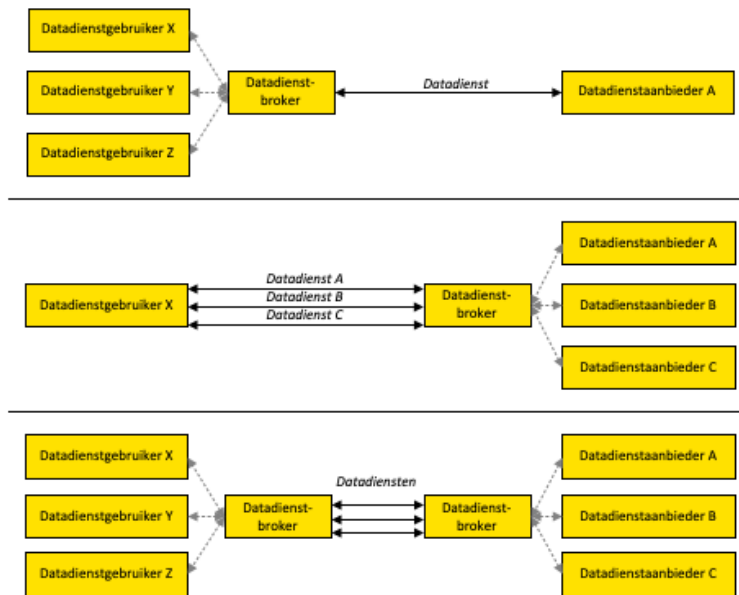 Datadienstgebruiker X
Datadienstgebruiker Y
Datadienstgebruiker Z
Datadienst-
broker
Datadienst
Datadienstaanbieder A
Datadienstgebruiker X
Datadienst A
Datadienst B
Datadienst C
Datadienst-
broker
Datadienstaanbieder A
Datadienstaanbieder B
Datadienstaanbieder C
Datadienstgebruiker X
Datadienstgebruiker Y
Datadienstgebruiker Z
Datadienst-
broker
Datadiensten
Datadienst-
broker
Datadienstaanbieder A
Datadienstaanbieder B
Datadienstaanbieder C